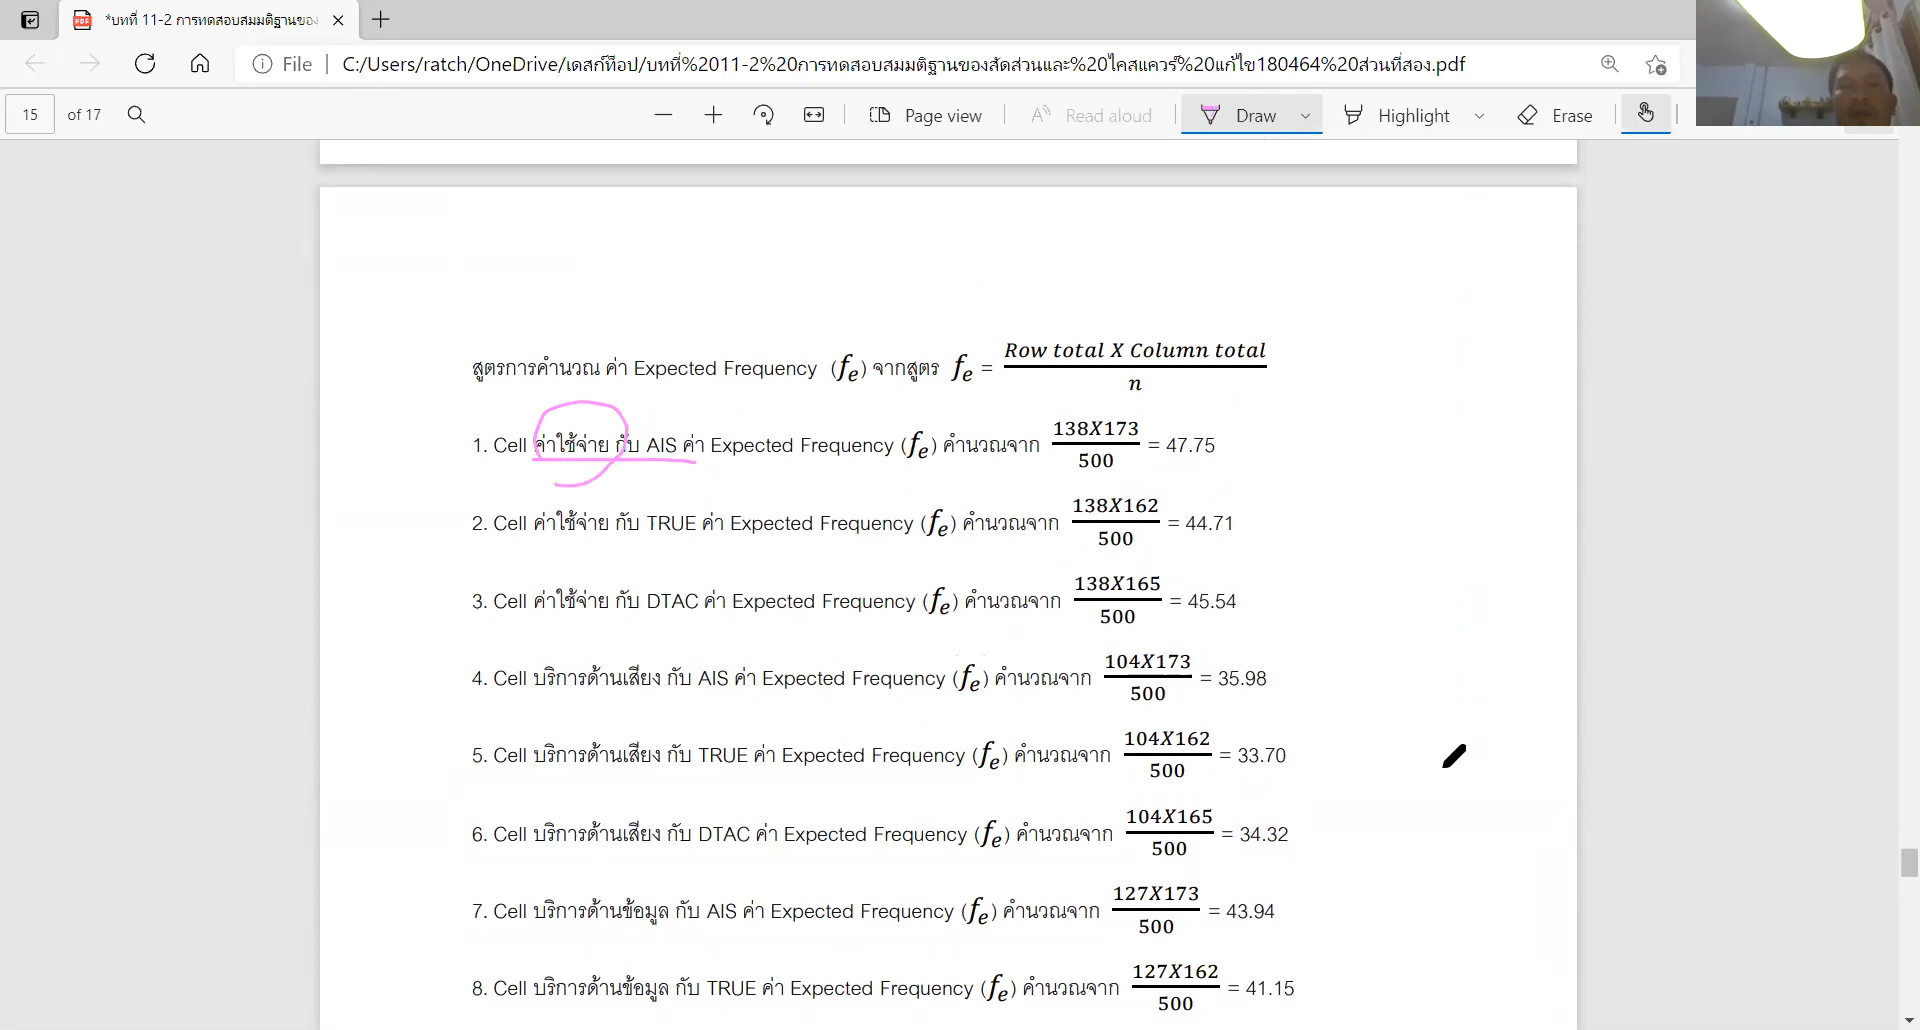 *บทที่ 11-2 การทดสอบสมมติฐานของ
File C:/Users/ratch/OneDrive/เดสก์ท็อป/บทที่%2011-2%20การทดสอบสมมติฐานของสัดส่วนและ%20ไคสแควร์%20แก้ไข180464%20ส่วนที่สอง.pdf
15 of 17 Page view Read aloud Draw Highlight Erase
สูตรการคำนวณ ค่า Expected Frequency (fe) จากสูตร fe = Row total X Column total / n
1. Cell ค่าใช้จ่าย กับ AIS ค่า Expected Frequency (fe) คำนวณจาก 138X173 / 500 = 47.75
2. Cell ค่าใช้จ่าย กับ TRUE ค่า Expected Frequency (fe) คำนวณจาก 138X162 / 500 = 44.71
3. Cell ค่าใช้จ่าย กับ DTAC ค่า Expected Frequency (fe) คำนวณจาก 138X165 / 500 = 45.54
4. Cell บริการด้านเสียง กับ AIS ค่า Expected Frequency (fe) คำนวณจาก 104X173 / 500 = 35.98
5. Cell บริการด้านเสียง กับ TRUE ค่า Expected Frequency (fe) คำนวณจาก 104X162 / 500 = 33.70
6. Cell บริการด้านเสียง กับ DTAC ค่า Expected Frequency (fe) คำนวณจาก 104X165 / 500 = 34.32
7. Cell บริการด้านข้อมูล กับ AIS ค่า Expected Frequency (fe) คำนวณจาก 127X173 / 500 = 43.94
8. Cell บริการด้านข้อมูล กับ TRUE ค่า Expected Frequency (fe) คำนวณจาก 127X162 / 500 = 41.15